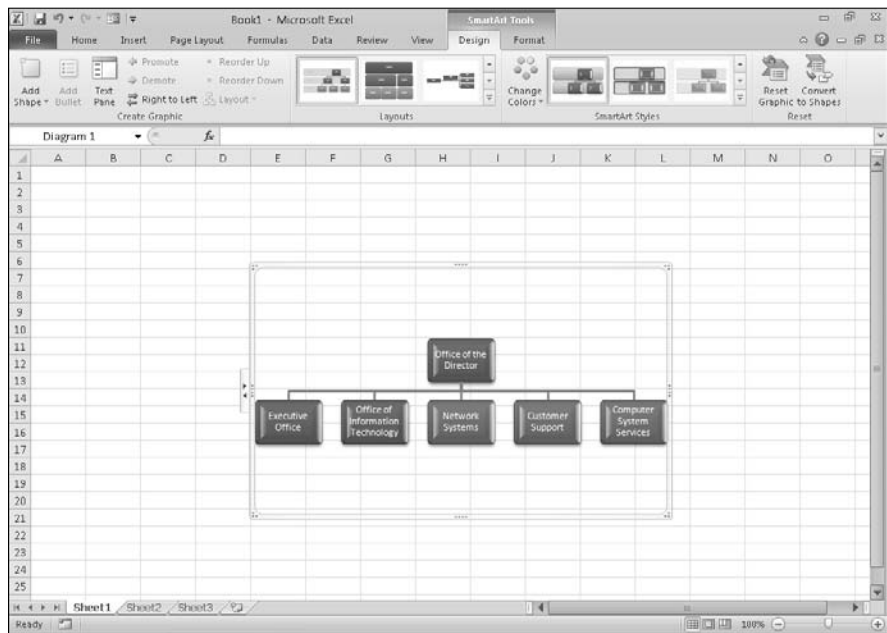 Book1 - Microsoft Excel
SmartArt Tools
File Home Insert Page Layout Formulas Data Review View Design Format
Add Shape
Add Bullet
Text Pane
Promote
Demote
Right to Left
Reorder Up
Reorder Down
Layout
Create Graphic
Layouts
Change Colors
SmartArt Styles
Reset Graphic
Convert to Shapes
Reset
Diagram 1
fx
A B C D E F G H I J K L M N O
1
2
3
4
5
6
7
8
9
10
11
12
13
14
15
16
17
18
19
20
21
22
23
24
25
Office of the
Director
Executive
Office
Office of
Information
Technology
Network
Systems
Customer
Support
Computer
System
Services
Sheet1 Sheet2 Sheet3
Ready
100%